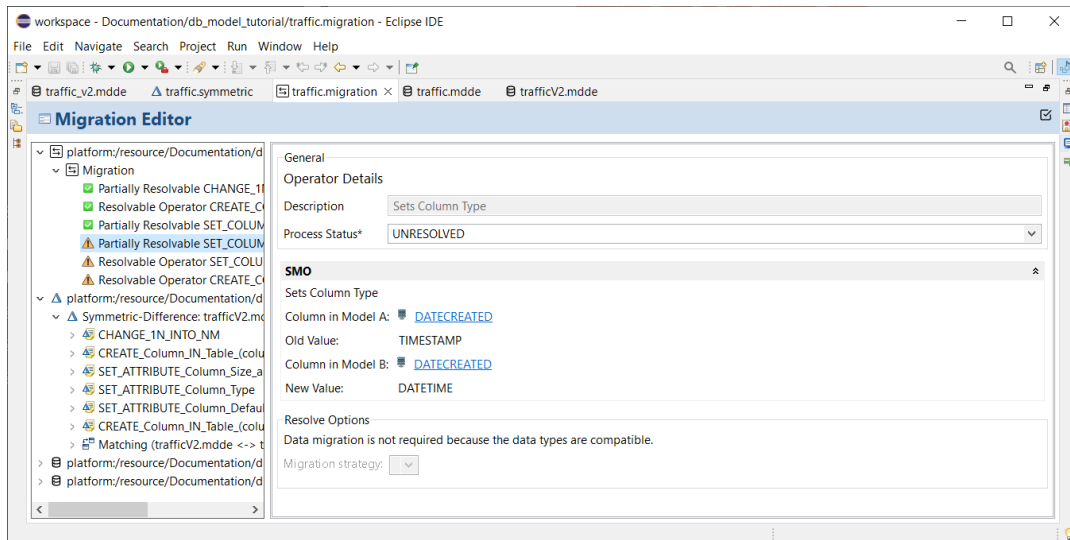 workspace - Documentation/db_model_tutorial/traffic.migration - Eclipse IDE
File Edit Navigate Search Project Run Window Help
traffic_v2.mdde traffic.symmetric traffic.migration traffic.mdde trafficV2.mdde
Migration Editor
platform:/resource/Documentation/d
Migration
Partially Resolvable CHANGE_1N
Resolvable Operator CREATE_CO
Partially Resolvable SET_COLUM
Partially Resolvable SET_COLUM
Resolvable Operator SET_COLU
Resolvable Operator CREATE_CO
platform:/resource/Documentation/d
Symmetric-Difference: trafficV2.md
CHANGE_1N_INTO_NM
CREATE_Column_IN_Table_(colu
SET_ATTRIBUTE_Column_Size_a
SET_ATTRIBUTE_Column_Type
SET_ATTRIBUTE_Column_Defaul
CREATE_Column_IN_Table_(colu
Matching (trafficV2.mdde <-> t
platform:/resource/Documentation/d
platform:/resource/Documentation/d
General
Operator Details
Description Sets Column Type
Process Status* UNRESOLVED
SMO
Sets Column Type
Column in Model A: DATECREATED
Old Value: TIMESTAMP
Column in Model B: DATECREATED
New Value: DATETIME
Resolve Options
Data migration is not required because the data types are compatible.
Migration strategy: